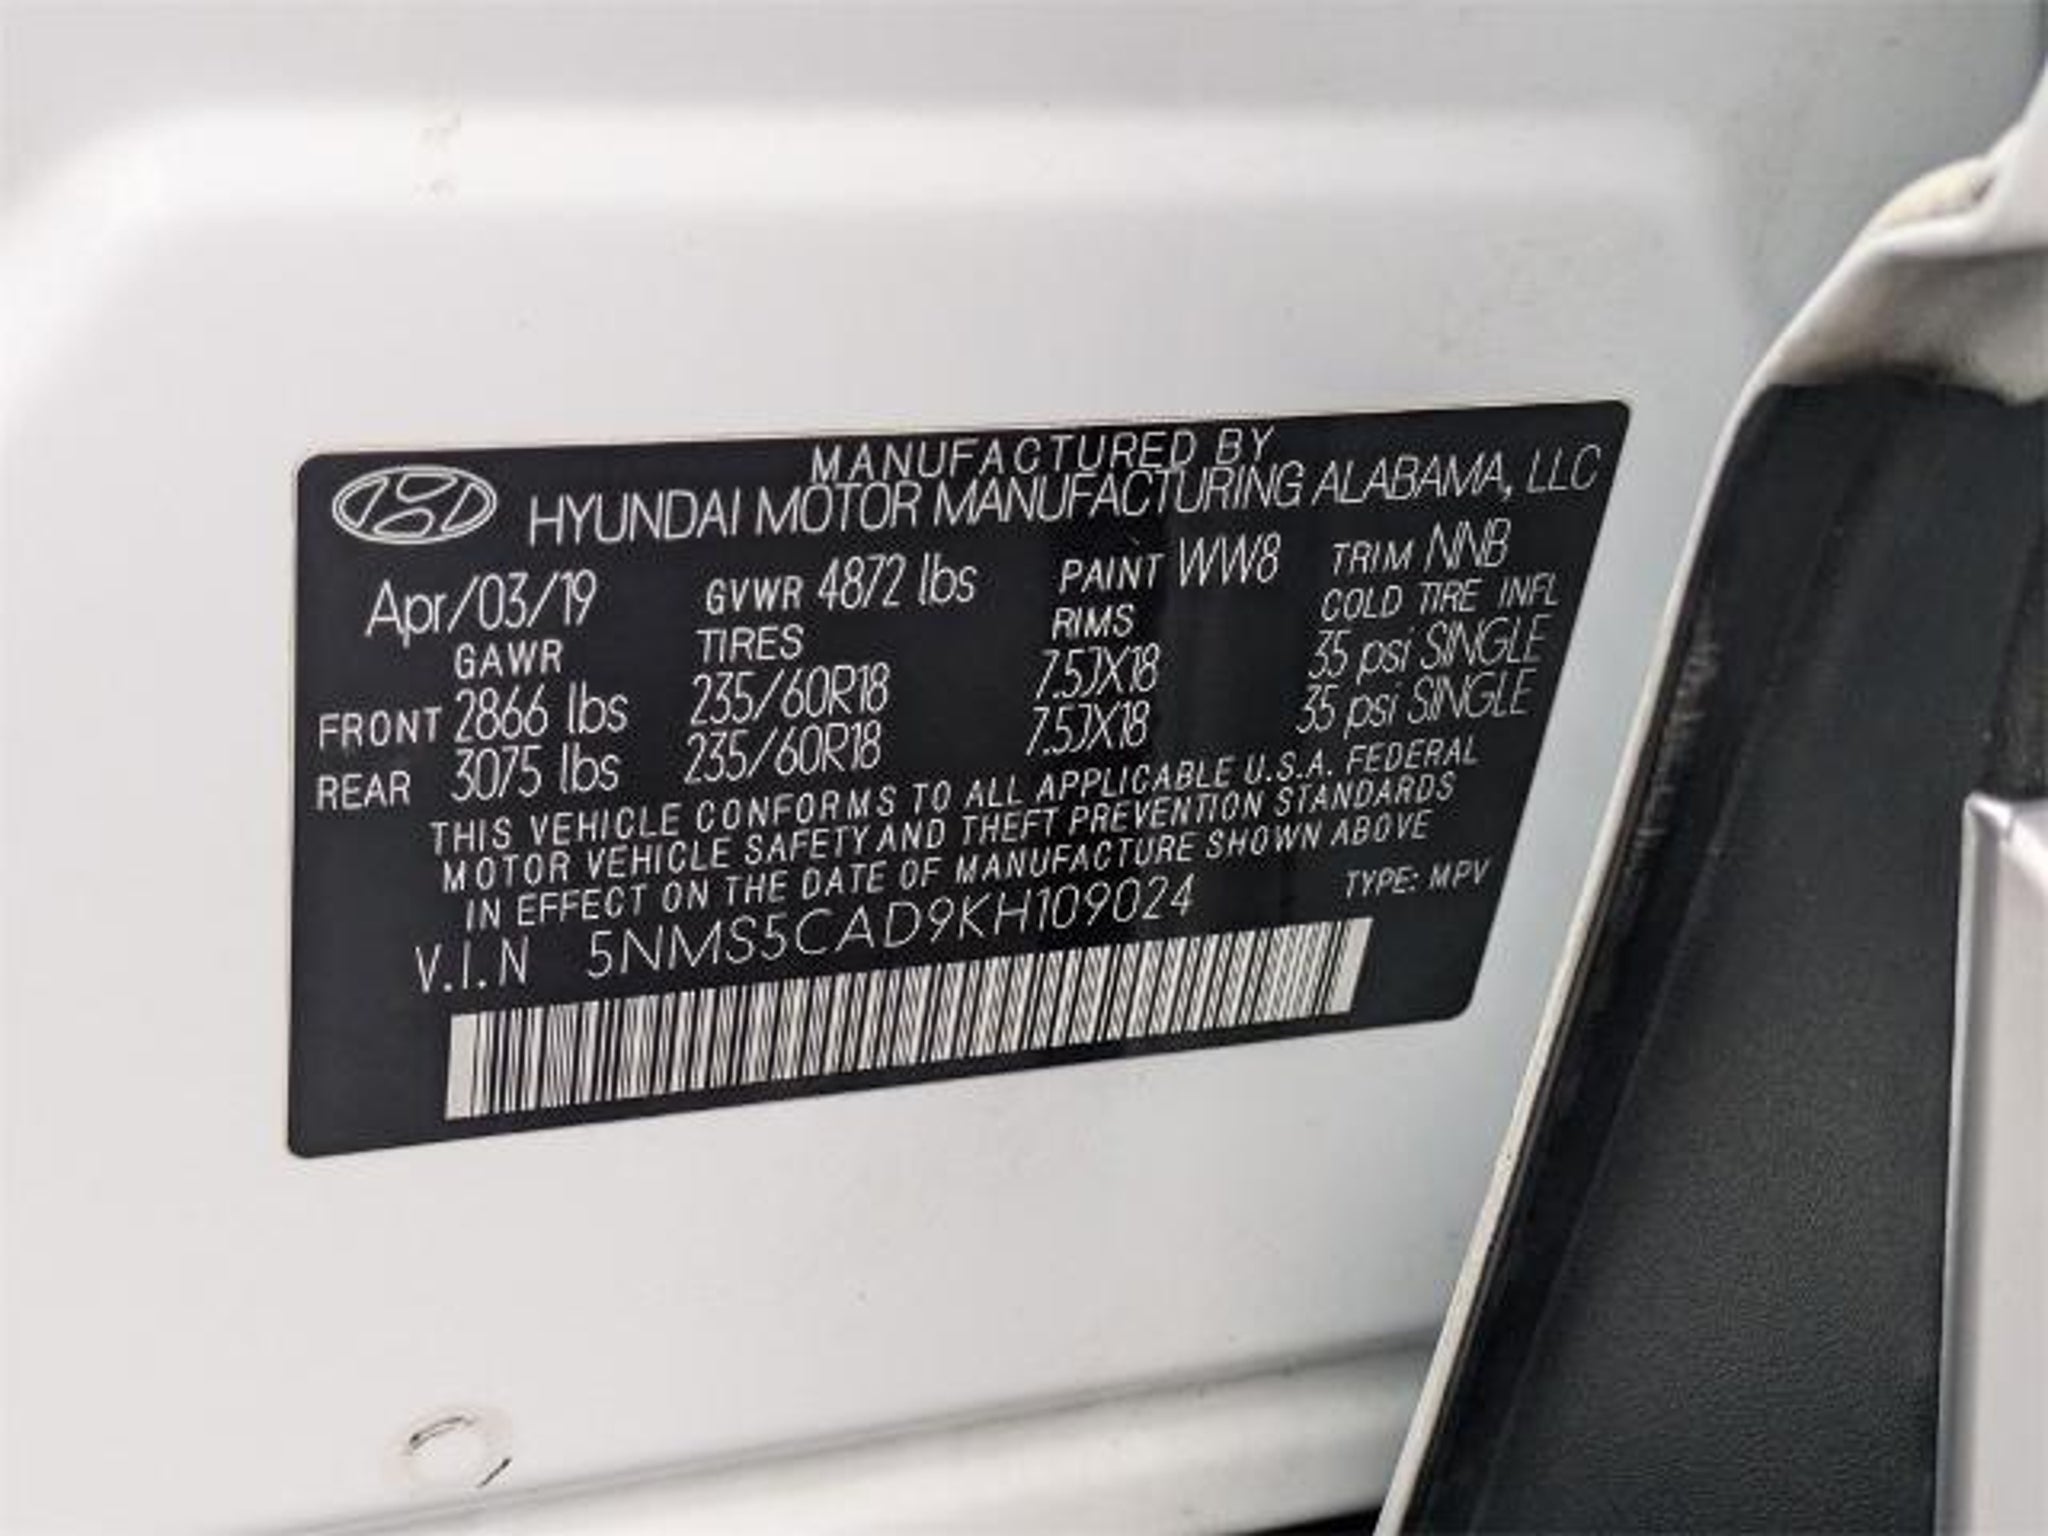 MANUFACTURED BY
HYUNDAI MOTOR MANUFACTURING ALABAMA, LLC
Apr/03/19 GVWR 4872 lbs PAINT WW8 TRIM NNB
GAWR TIRES RIMS COLD TIRE INFL
FRONT 2866 lbs 235/60R18 7.5JX18 35 psi SINGLE
REAR 3075 lbs 235/60R18 7.5JX18 35 psi SINGLE
THIS VEHICLE CONFORMS TO ALL APPLICABLE U.S.A. FEDERAL
MOTOR VEHICLE SAFETY AND THEFT PREVENTION STANDARDS
IN EFFECT ON THE DATE OF MANUFACTURE SHOWN ABOVE
V.I.N 5NMS5CAD9KH109024 TYPE: MPV